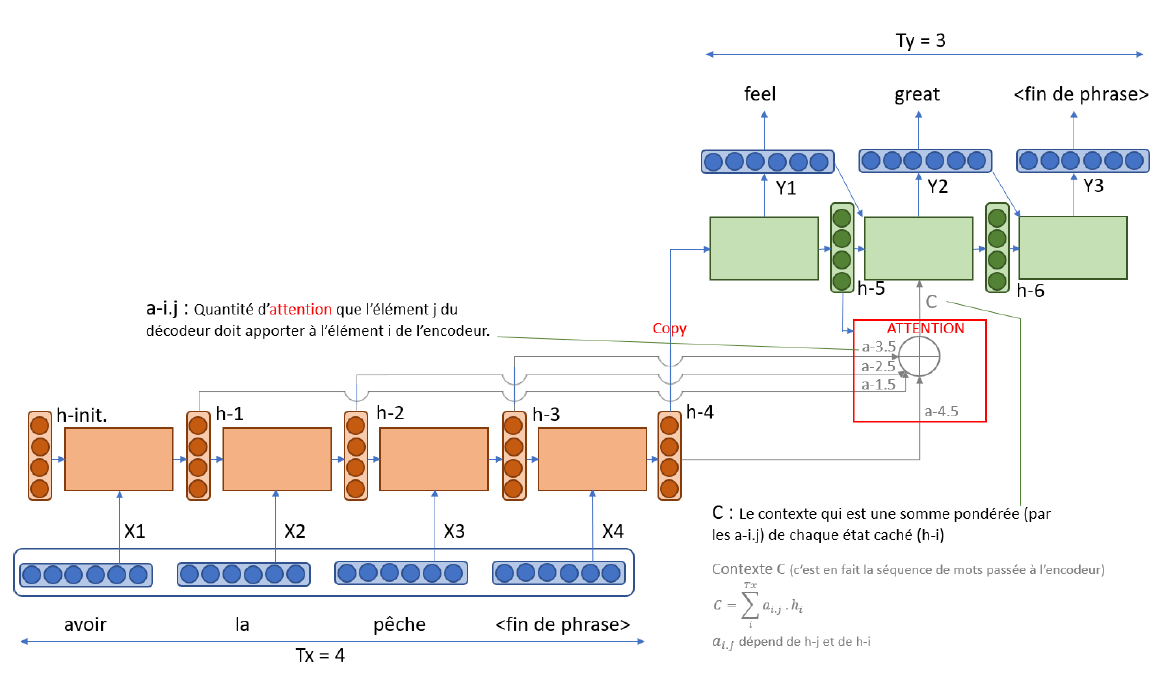 Ty = 3
feel great <fin de phrase>
Y1 Y2 Y3
h-5 h-6
C
a-i.j : Quantité d'attention que l'élément j du
décodeur doit apporter à l'élément i de l'encodeur.
Copy
ATTENTION
a-3.5
a-2.5
a-1.5
a-4.5
h-init. h-1 h-2 h-3 h-4
X1 X2 X3 X4
C : Le contexte qui est une somme pondérée (par
les a-i.j) de chaque état caché (h-i)
Contexte C (c'est en fait la séquence de mots passée à l'encodeur)
Tx
C = ∑ a_{i.j} . h_i
i
a_{i.j} dépend de h-j et de h-i
avoir la pêche <fin de phrase>
Tx = 4